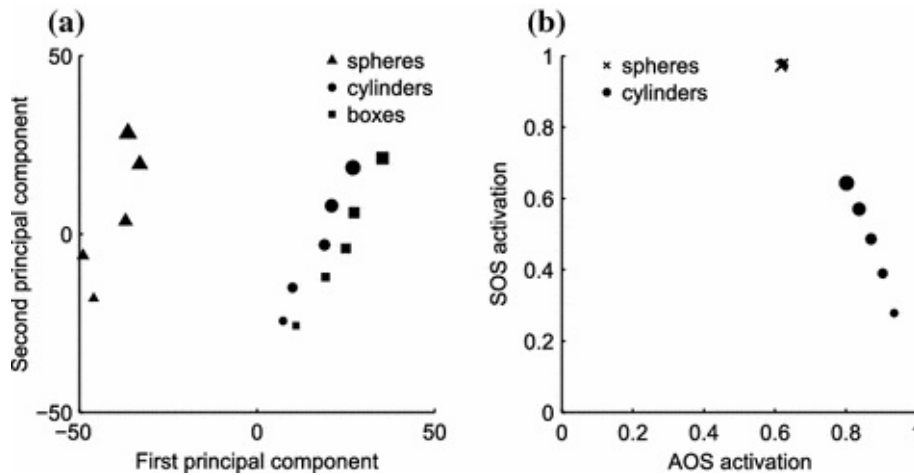 (a)
50
▲ spheres
● cylinders
■ boxes
Second principal component
0
−50
−50 0 50
First principal component
(b)
1
× spheres
● cylinders
0.8
SOS activation
0.6
0.4
0.2
0
0 0.2 0.4 0.6 0.8 1
AOS activation